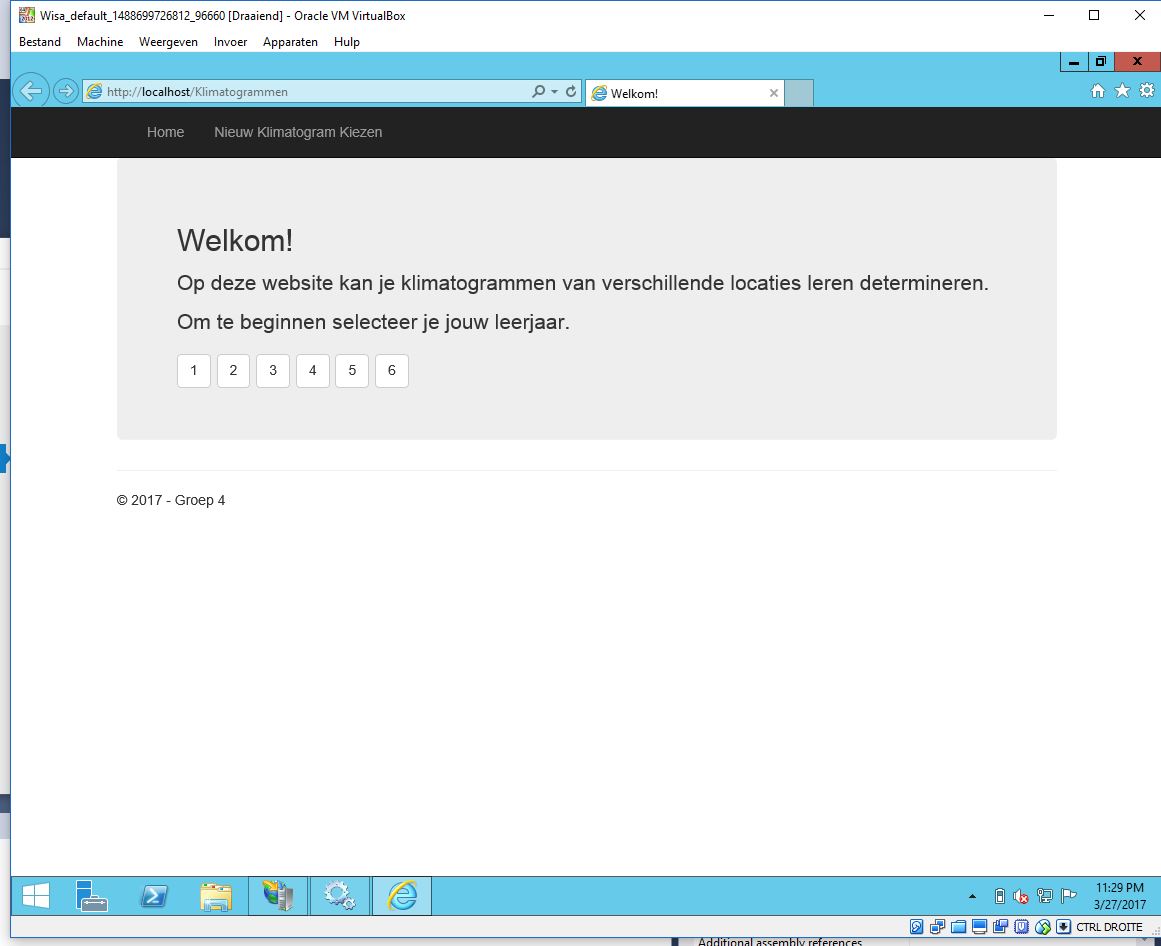 Wisa_default_1488699726812_96660 [Draaiend] - Oracle VM VirtualBox
Bestand Machine Weergeven Invoer Apparaten Hulp
http://localhost/Klimatogrammen
Welkom!
Home Nieuw Klimatogram Kiezen
Welkom!
Op deze website kan je klimatogrammen van verschillende locaties leren determineren.
Om te beginnen selecteer je jouw leerjaar.
1 2 3 4 5 6
© 2017 - Groep 4
11:29 PM
3/27/2017
CTRL DROITE
Additional assembly references